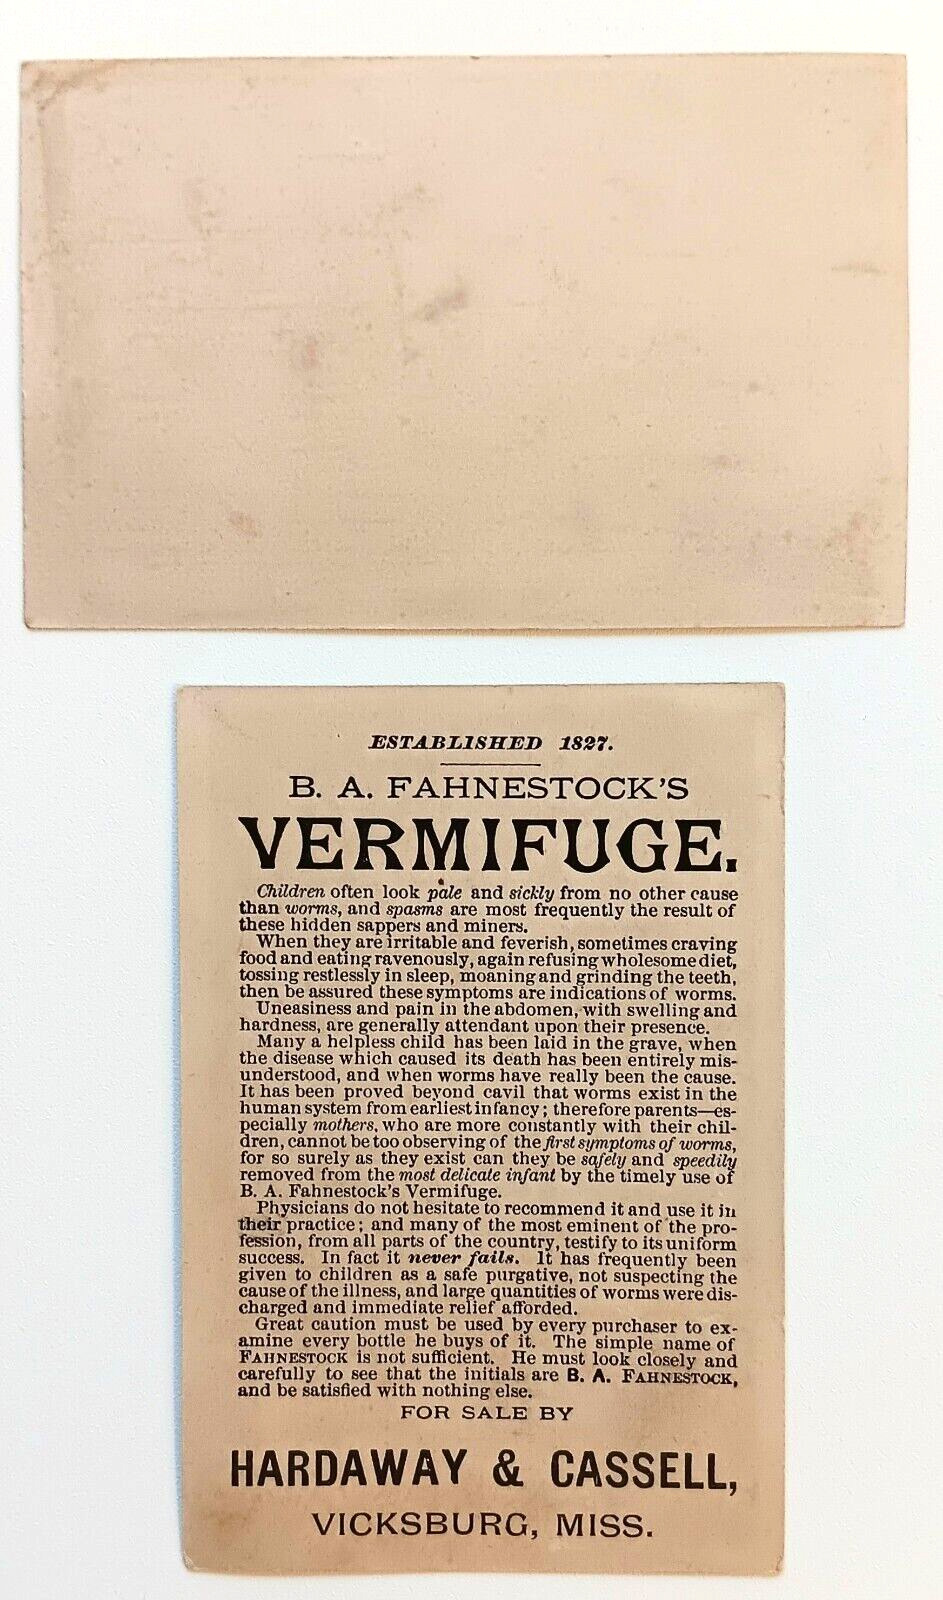 ESTABLISHED 1827.
B. A. FAHNESTOCK'S
VERMIFUGE.
Children often look pale and sickly from no other cause
than worms, and spasms are most frequently the result of
these hidden sappers and miners.
When they are irritable and feverish, sometimes craving
food and eating ravenously, again refusing wholesome diet,
tossing restlessly in sleep, moaning and grinding the teeth,
then be assured these symptoms are indications of worms.
Uneasiness and pain in the abdomen, with swelling and
hardness, are generally attendant upon their presence.
Many a helpless child has been laid in the grave, when
the disease which caused its death has been entirely mis-
understood, and when worms have really been the cause.
It has been proved beyond cavil that worms exist in the
human system from earliest infancy; therefore parents—es-
pecially mothers, who are more constantly with their chil-
dren, cannot be too observing of the first symptoms of worms,
for so surely as they exist can they be safely and speedily
removed from the most delicate infant by the timely use of
B. A. Fahnestock's Vermifuge.
Physicians do not hesitate to recommend it and use it in
their practice; and many of the most eminent of the pro-
fession, from all parts of the country, testify to its uniform
success. In fact it never fails. It has frequently been
given to children as a safe purgative, not suspecting the
cause of the illness, and large quantities of worms were dis-
charged and immediate relief afforded.
Great caution must be used by every purchaser to ex-
amine every bottle he buys of it. The simple name of
FAHNESTOCK is not sufficient. He must look closely and
carefully to see that the initials are B. A. FAHNESTOCK,
and be satisfied with nothing else.
FOR SALE BY
HARDAWAY & CASSELL,
VICKSBURG, MISS.